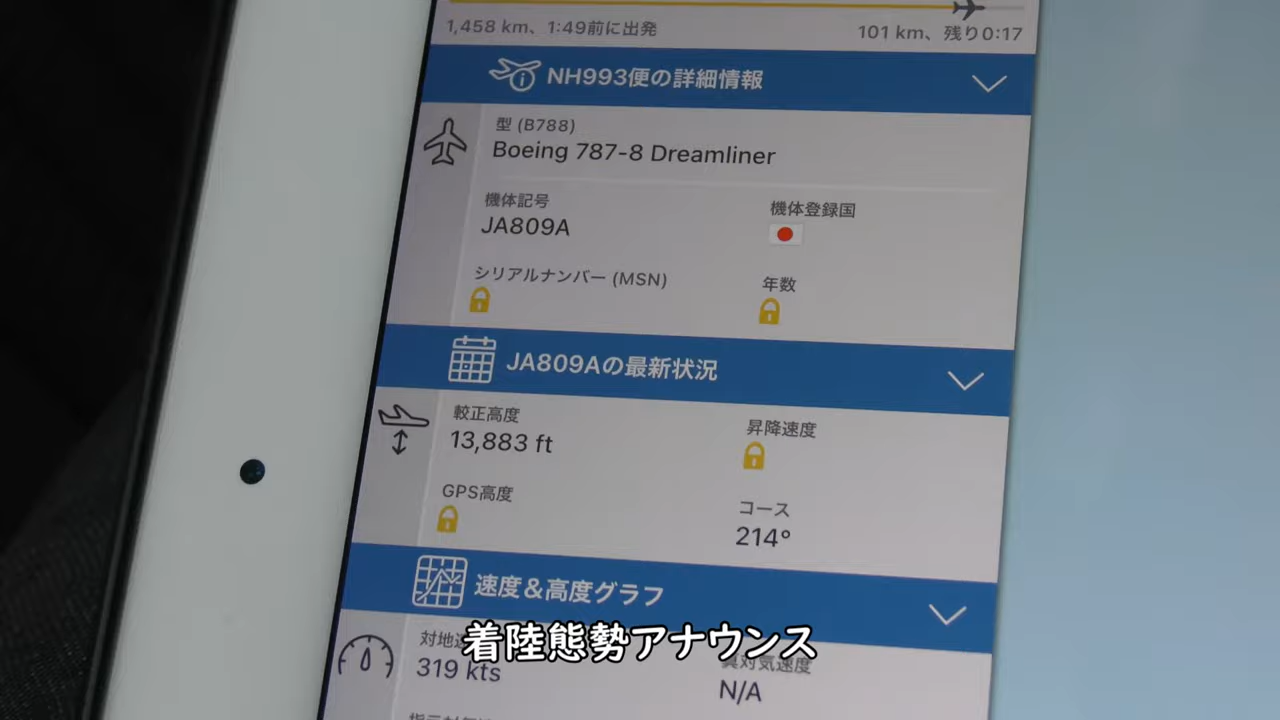 1,458 km、1:49前に出発
101 km、残り0:17
NH993便の詳細情報
型 (B788)
Boeing 787-8 Dreamliner
機体記号
機体登録国
JA809A
シリアルナンバー (MSN)
年数
JA809Aの最新状況
較正高度
昇降速度
13,883 ft
GPS高度
コース
214°
速度&高度グラフ
着陸態勢アナウンス
対地
真対気速度
319 kts
N/A